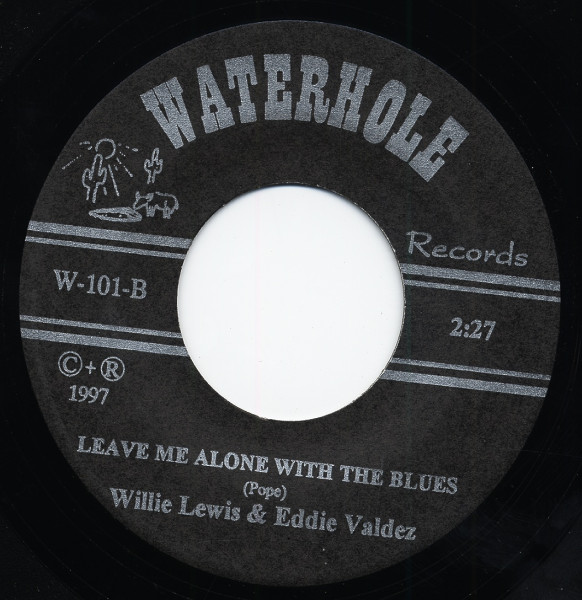 WATERHOLE
Records
W-101-B
2:27
©+®
1997
LEAVE ME ALONE WITH THE BLUES
(Pope)
Willie Lewis & Eddie Valdez